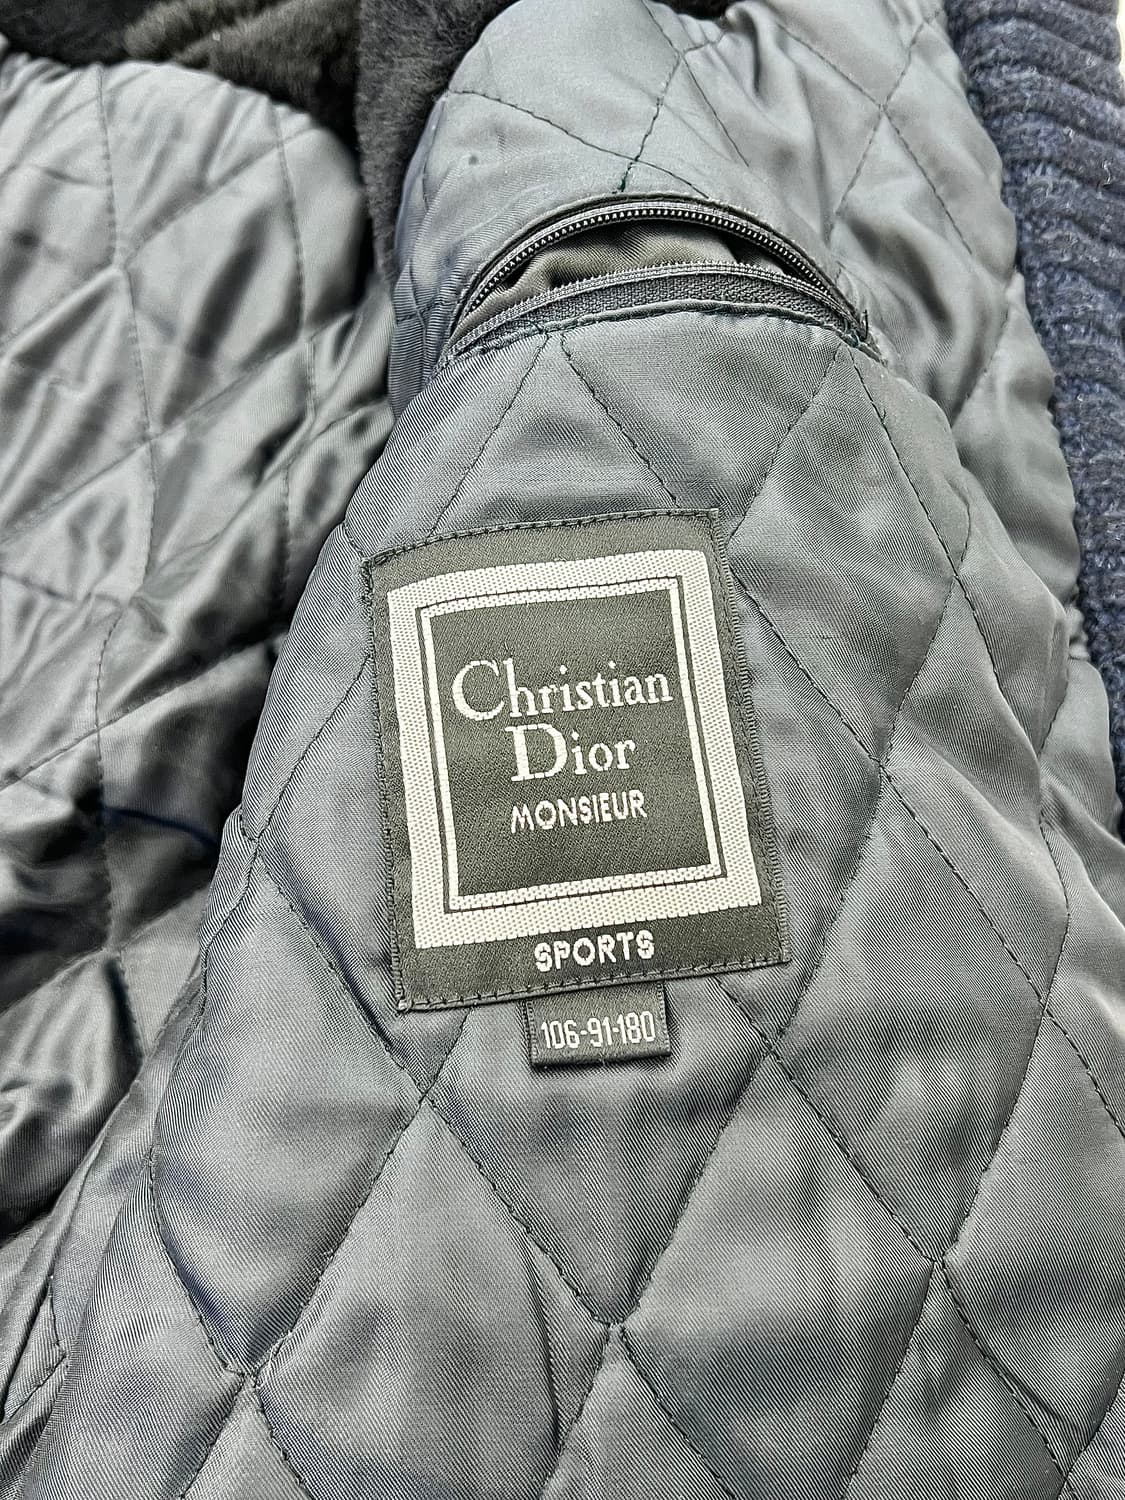 Christian
Dior
MONSIEUR
SPORTS
106-91-180